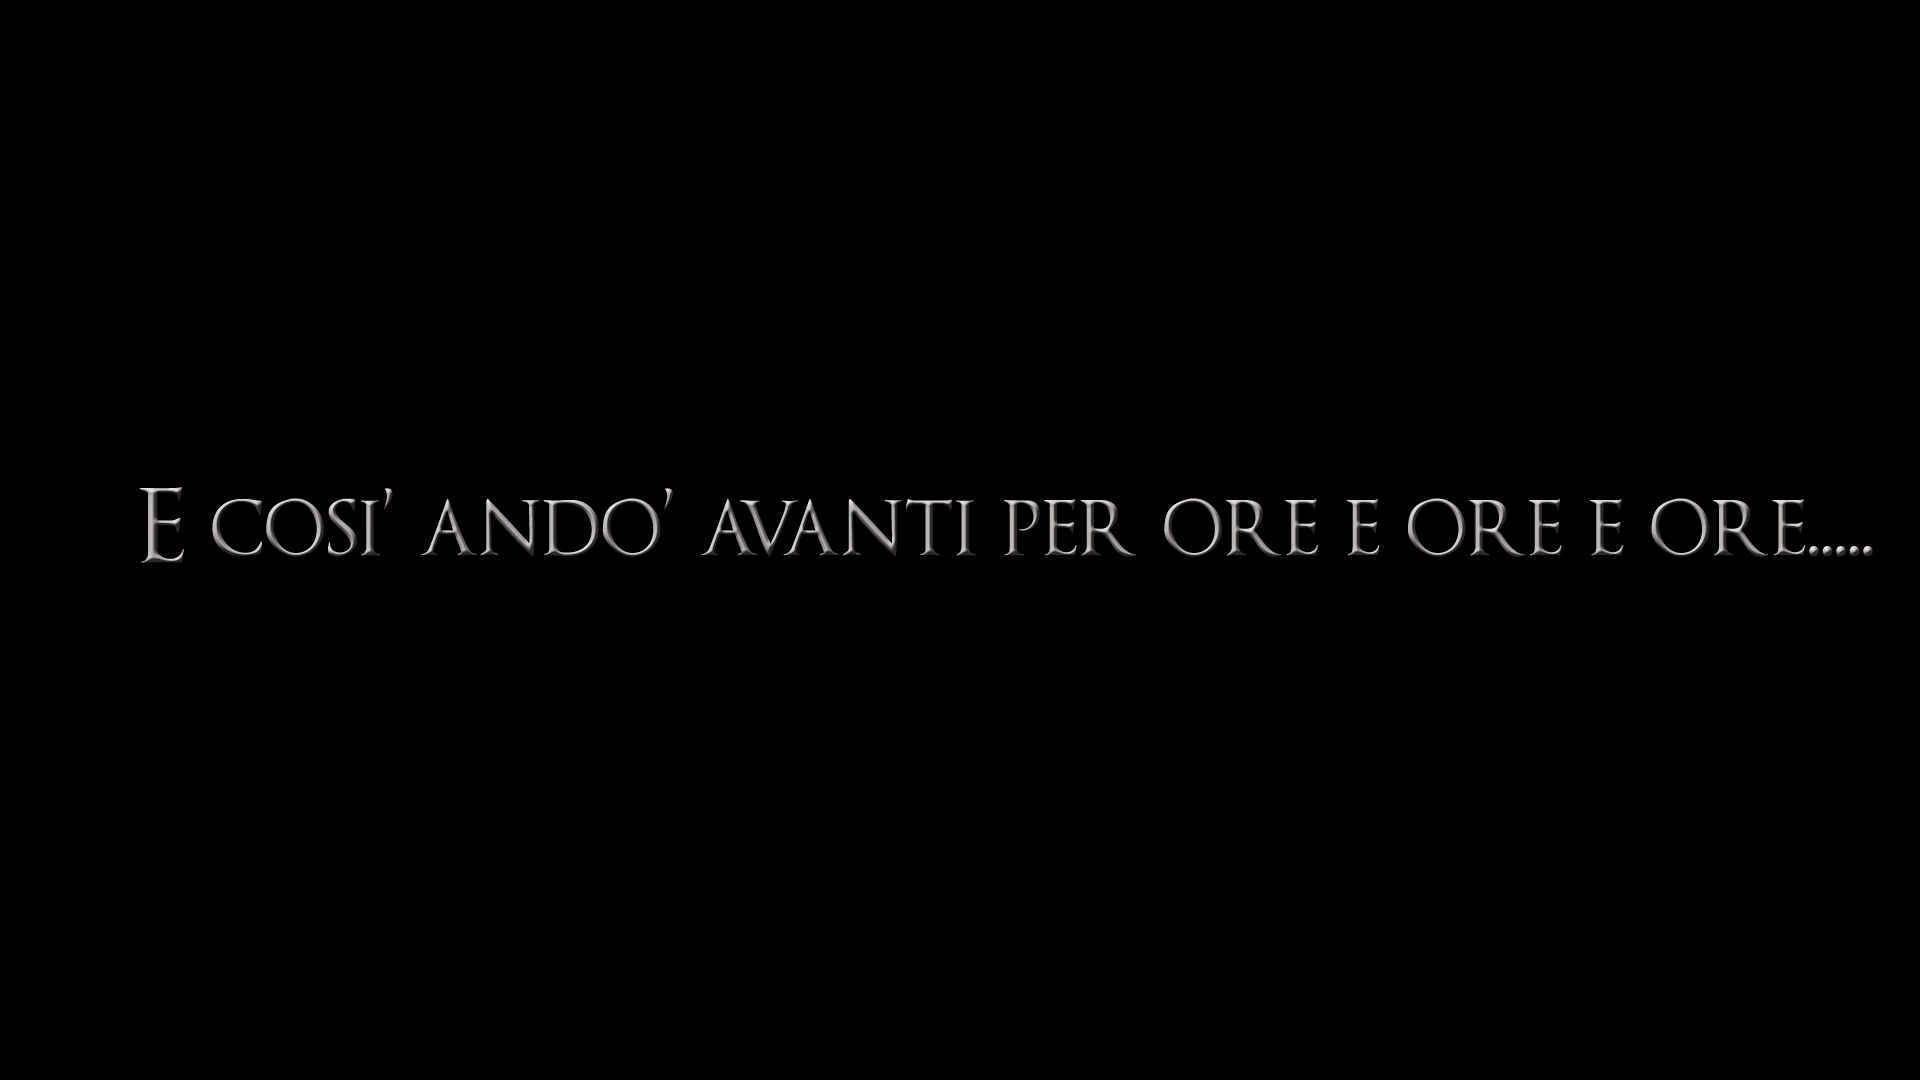 E cosi’ ando’ avanti per ore e ore e ore.....